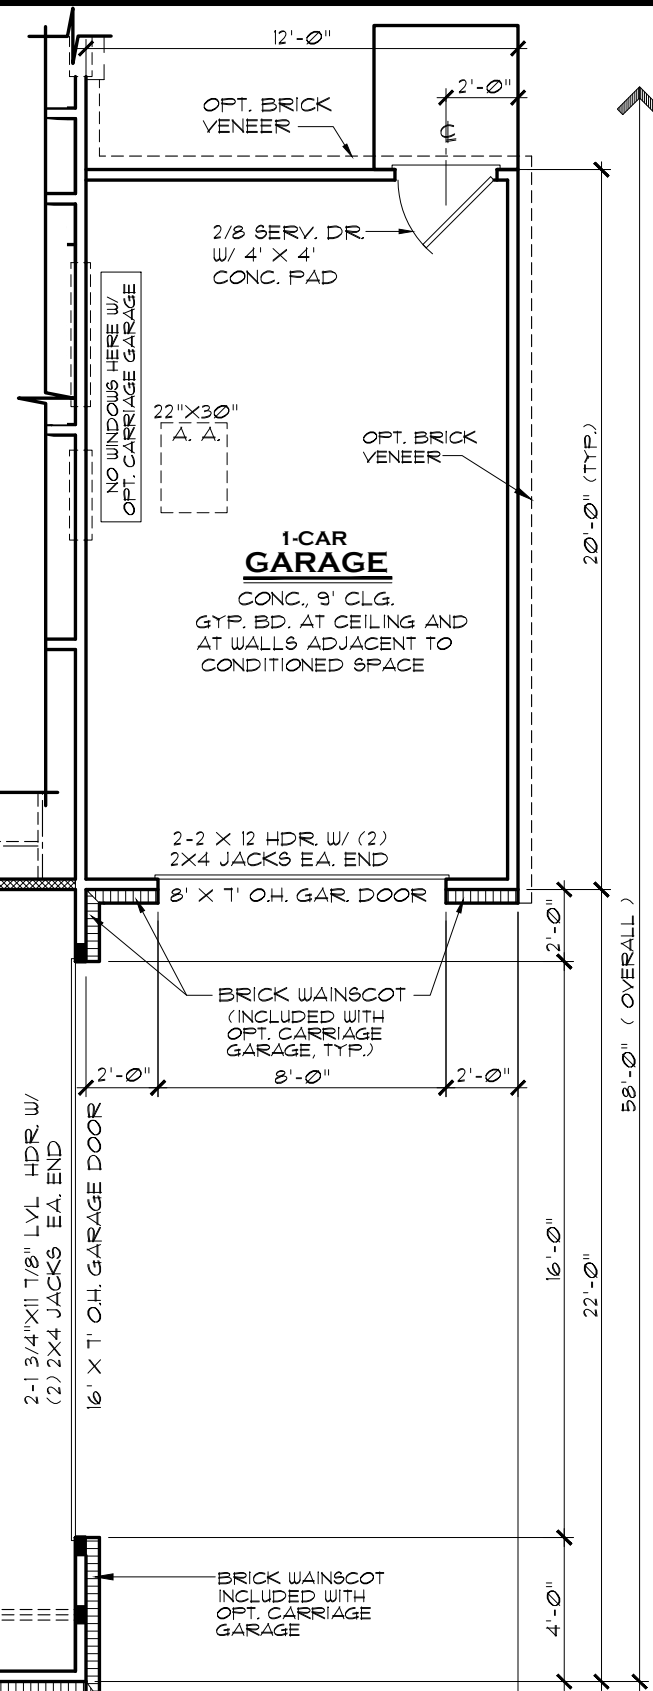 12'-0"
2'-0"
OPT. BRICK
VENEER
℄
2/8 SERV. DR.
W/ 4' X 4'
CONC. PAD
NO WINDOWS HERE W/
OPT. CARRIAGE GARAGE
22"X30"
A. A.
OPT. BRICK
VENEER
20'-0" (TYP.)
1-CAR
GARAGE
CONC., 9' CLG.
GYP. BD. AT CEILING AND
AT WALLS ADJACENT TO
CONDITIONED SPACE
2-2 X 12 HDR. W/ (2)
2X4 JACKS EA. END
8' X 7' O.H. GAR. DOOR
2'-0"
BRICK WAINSCOT
(INCLUDED WITH
OPT. CARRIAGE
GARAGE, TYP.)
58'-0" ( OVERALL )
2'-0"
8'-0"
2'-0"
2-1 3/4"X11 7/8" LVL HDR. W/
(2) 2X4 JACKS EA. END
16' X 7' O.H. GARAGE DOOR
16'-0"
22'-0"
BRICK WAINSCOT
INCLUDED WITH
OPT. CARRIAGE
GARAGE
4'-0"